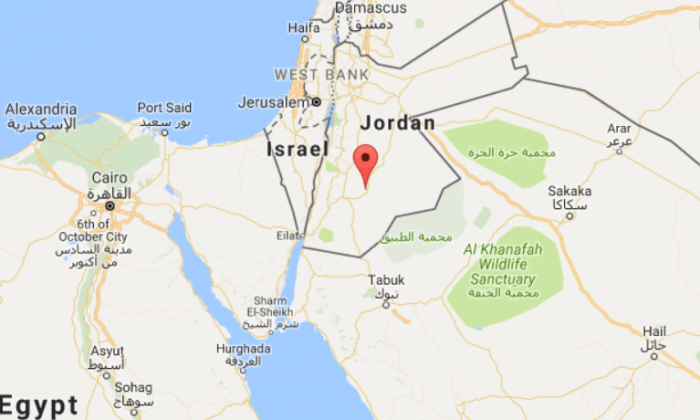 Damascus
دمشق
Haifa
WEST BANK
Jerusalem
Jordan
Israel
Alexandria
الإسكندرية
Port Said
بور سعيد
Cairo
القاهرة
6th of
October City
مدينة السادس
من أكتوبر
Eilat
Arar
عرعر
محمية حرة الحرة
Sakaka
سكاكا
محمية الطبيق
Al Khanafah
Wildlife
Sanctuary
محمية الخنفة
Tabuk
تبوك
Sharm
El-Sheikh
شرم الشيخ
Hurghada
الغردقة
Hail
حائل
Asyut
أسيوط
Sohag
سوهاج
Egypt